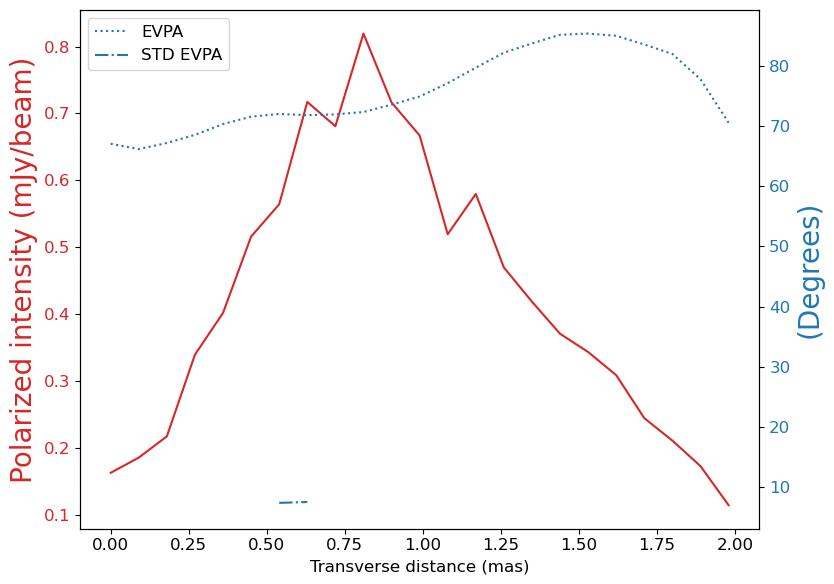 EVPA
STD EVPA
Polarized intensity (mJy/beam)
0.8
0.7
0.6
0.5
0.4
0.3
0.2
0.1
80
70
60
50
40
30
20
10
(Degrees)
0.00 0.25 0.50 0.75 1.00 1.25 1.50 1.75 2.00
Transverse distance (mas)